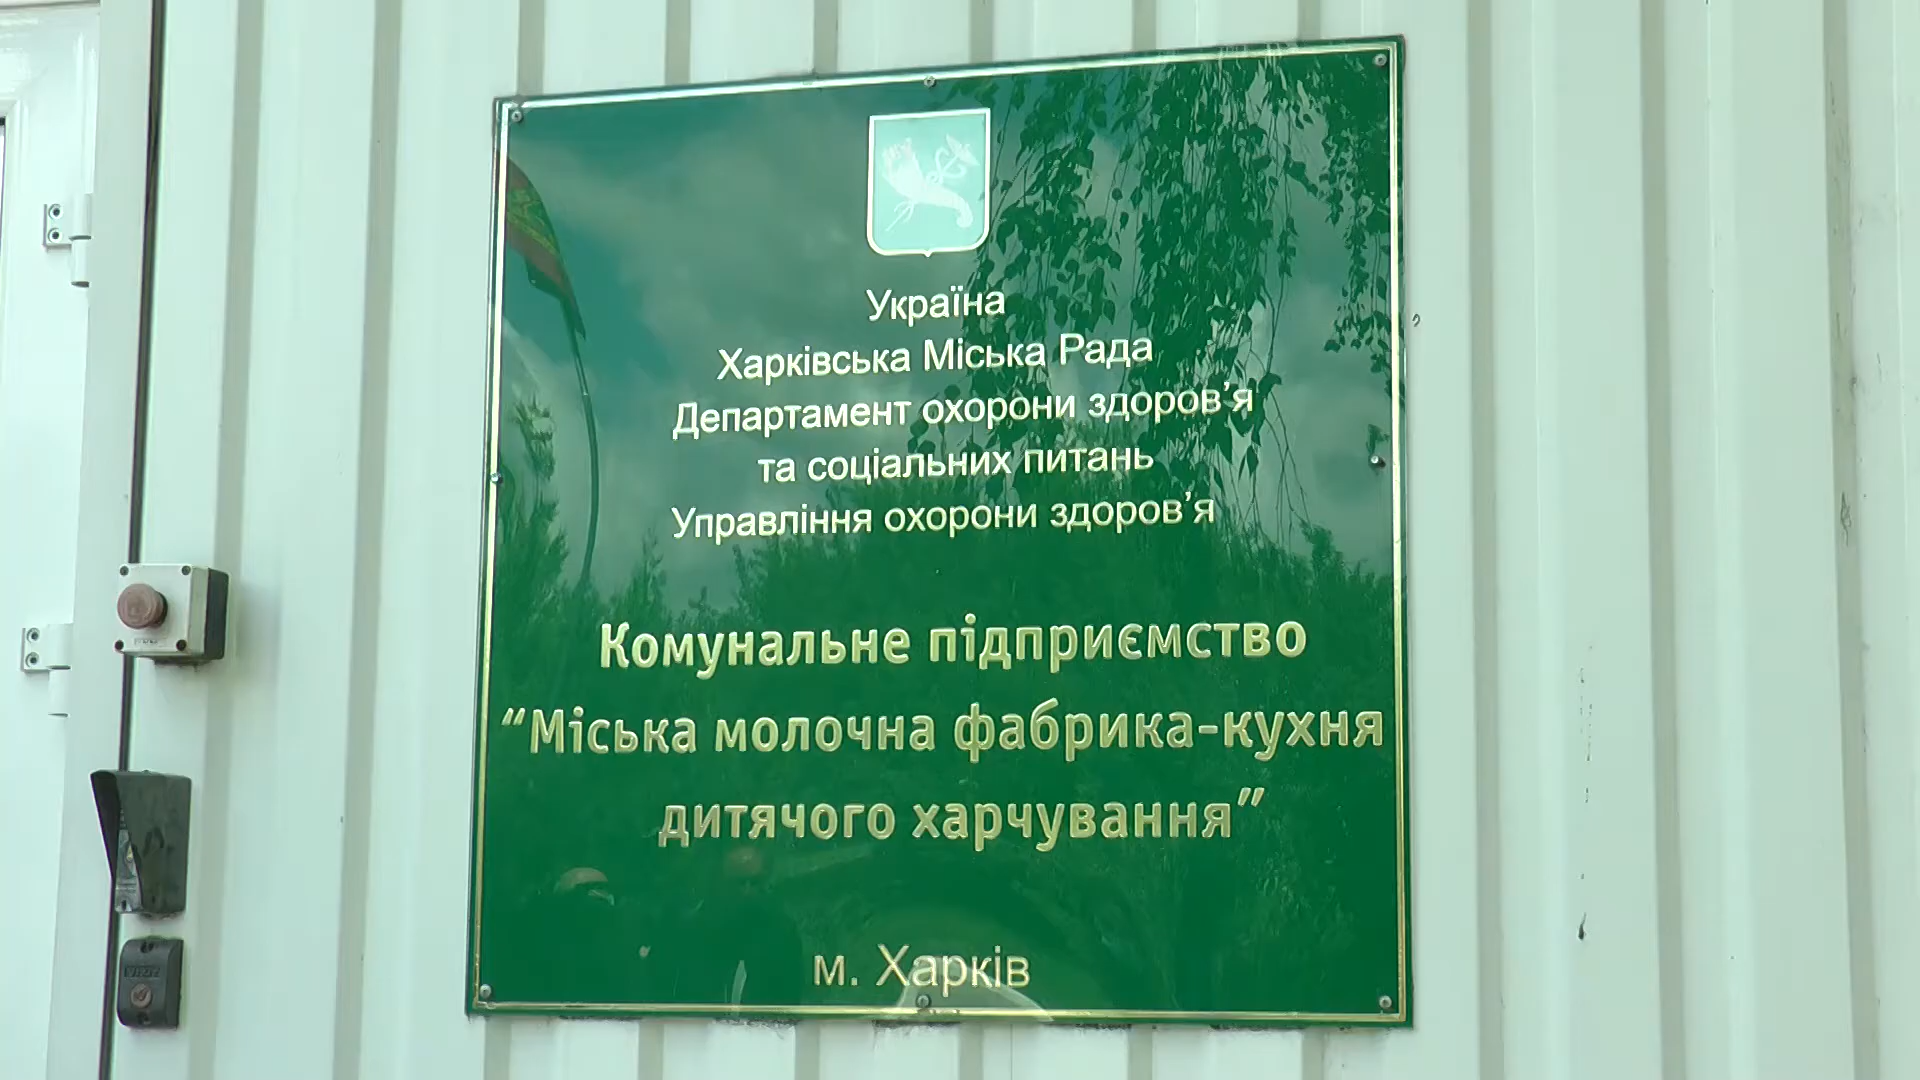 Україна
Харківська Міська Рада
Департамент охорони здоров’я
та соціальних питань
Управління охорони здоров’я
Комунальне підприємство
“Міська молочна фабрика-кухня
дитячого харчування”
м. Харків